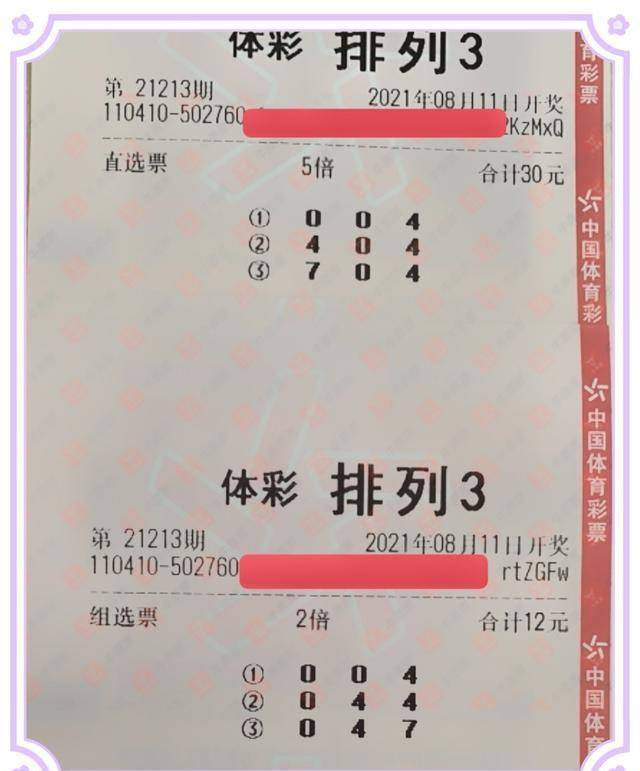 体彩 排列3
第 21213期 2021年08月11日开奖
110410-502760 KzMxQ
直选票 5倍 合计30元
① 0 0 4
② 4 0 4
③ 7 0 4
育彩票
中国体育彩
体彩 排列3
第 21213期 2021年08月11日开奖
110410-502760 rtZGFw
组选票 2倍 合计12元
① 0 0 4
② 0 4 4
③ 0 4 7
中国体育彩票
中国体育